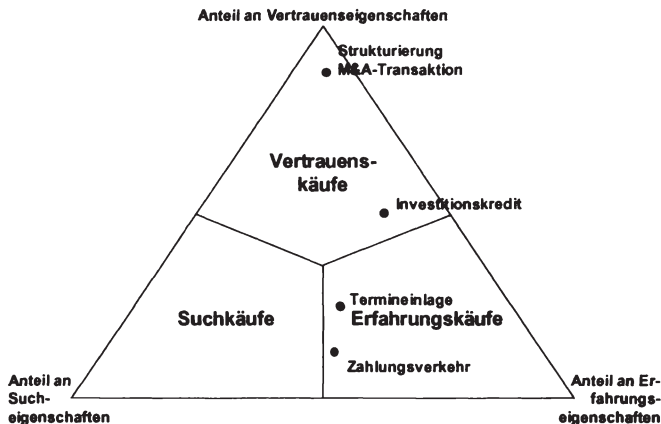 Anteil an Vertrauenseigenschaften
Strukturierung
M&A-Transaktion
Vertrauens-
käufe
Investitionskredit
Termineinlage
Suchkäufe
Erfahrungskäufe
Zahlungsverkehr
Anteil an
Such-
eigenschaften
Anteil an Er-
fahrungs-
eigenschaften